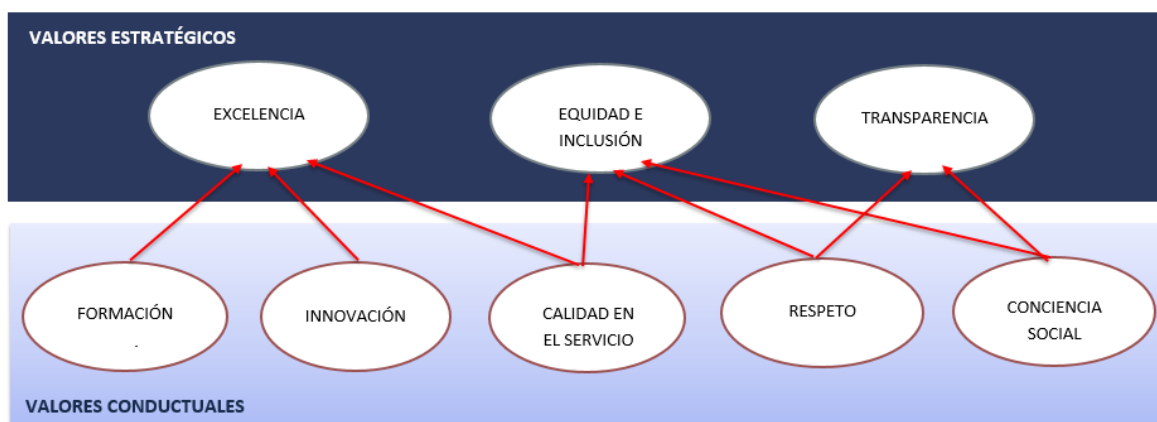 VALORES ESTRATÉGICOS
EXCELENCIA
EQUIDAD E
INCLUSIÓN
TRANSPARENCIA
FORMACIÓN
.
INNOVACIÓN
CALIDAD EN
EL SERVICIO
RESPETO
CONCIENCIA
SOCIAL
VALORES CONDUCTUALES